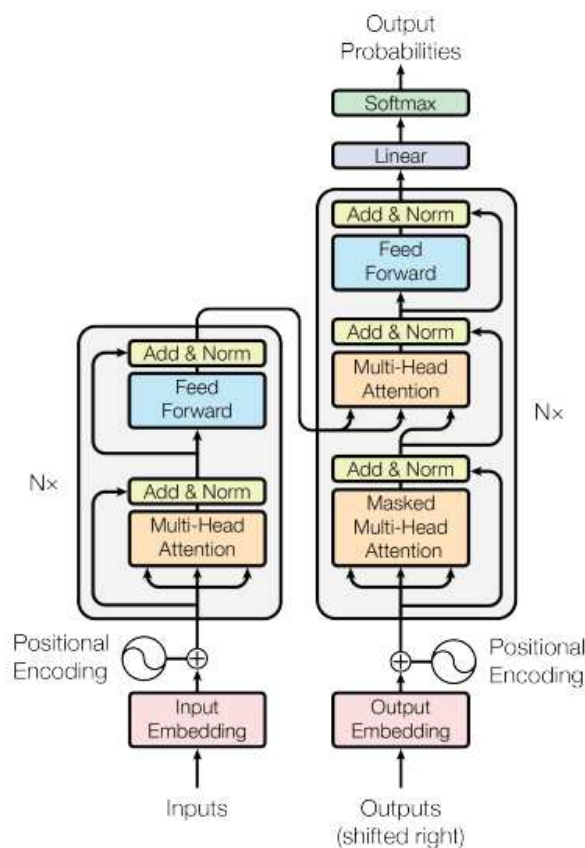 Output
Probabilities
Softmax
Linear
Add & Norm
Feed
Forward
Add & Norm
Multi-Head
Attention
Add & Norm
Masked
Multi-Head
Attention
N×
Positional
Encoding
Output
Embedding
Outputs
(shifted right)
Add & Norm
Feed
Forward
Add & Norm
Multi-Head
Attention
N×
Positional
Encoding
Input
Embedding
Inputs